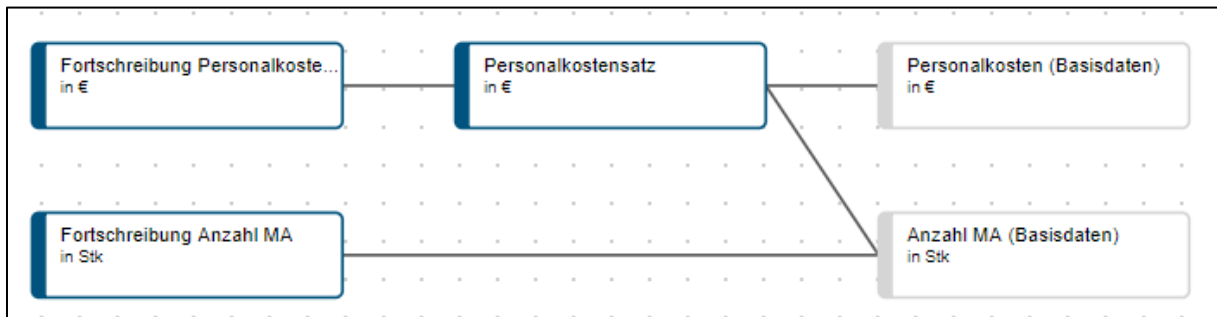 Fortschreibung Personalkoste...
in €
Personalkostensatz
in €
Personalkosten (Basisdaten)
in €
Fortschreibung Anzahl MA
in Stk
Anzahl MA (Basisdaten)
in Stk